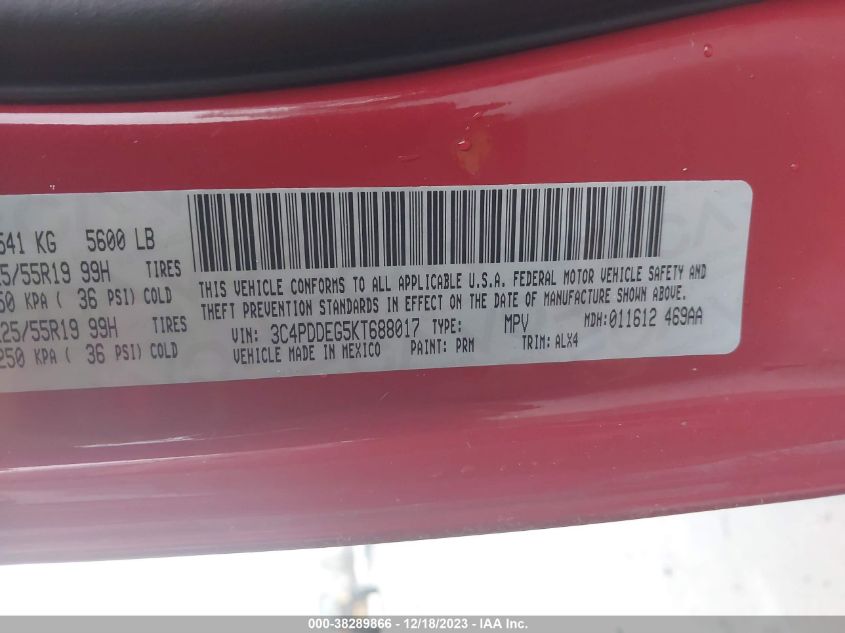 541 KG 5600 LB
25/55R19 99H TIRES
250 KPA ( 36 PSI) COLD
225/55R19 99H TIRES
250 KPA ( 36 PSI) COLD
THIS VEHICLE CONFORMS TO ALL APPLICABLE U.S.A. FEDERAL MOTOR VEHICLE SAFETY AND
THEFT PREVENTION STANDARDS IN EFFECT ON THE DATE OF MANUFACTURE SHOWN ABOVE.
VIN: 3C4PDDEG5KT688017 TYPE: MPV MDH:011612 469AA
VEHICLE MADE IN MEXICO PAINT: PRM TRIM: ALX4
000-38289866 - 12/18/2023 - IAA Inc.